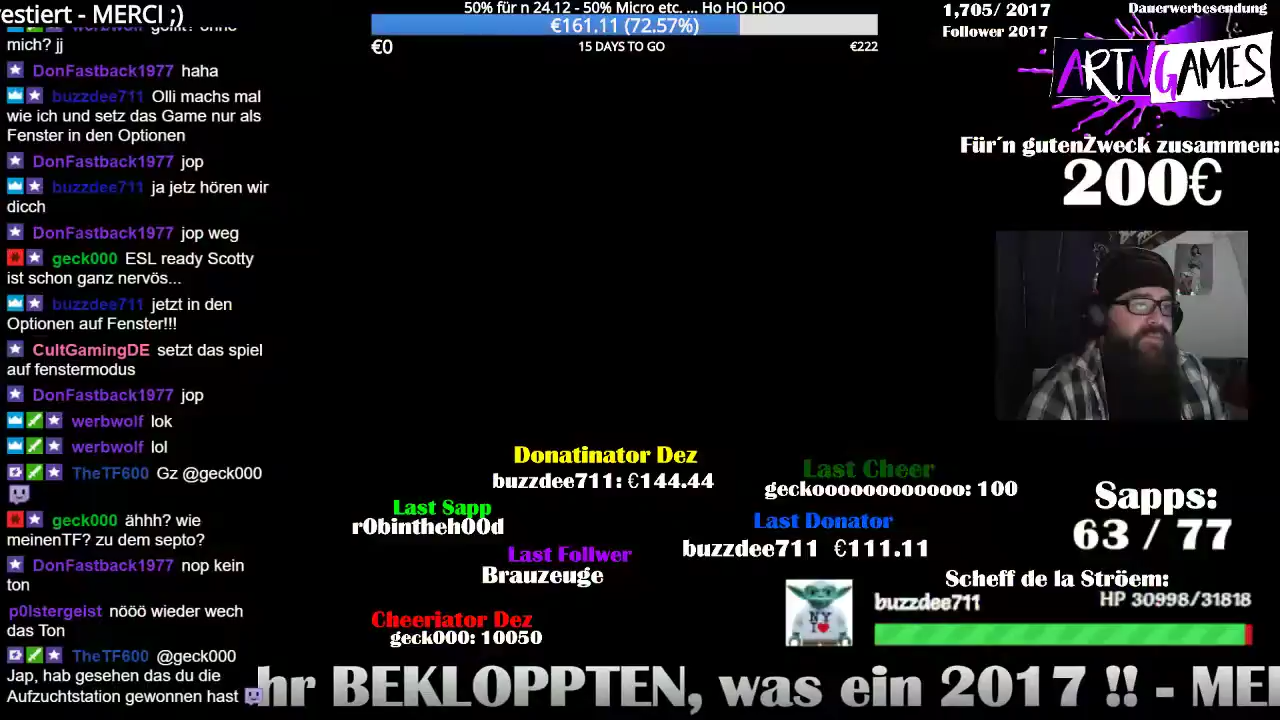 estiert - MERCI ;)
mich? jj
DonFastback1977 haha
buzzdee711 Olli machs mal
wie ich und setz das Game nur als
Fenster in den Optionen
DonFastback1977 jop
buzzdee711 ja jetz hören wir
dicch
DonFastback1977 jop weg
geck000 ESL ready Scotty
ist schon ganz nervös...
buzzdee711 jetzt in den
Optionen auf Fenster!!!
CultGamingDE setzt das spiel
auf fenstermodus
DonFastback1977 jop
werbwolf lok
werbwolf lol
TheTF600 Gz @geck000
geck000 ähhh? wie
meinenTF? zu dem septo?
DonFastback1977 nop kein
ton
p0lstergeist nööö wieder wech
das Ton
TheTF600 @geck000
Jap, hab gesehen das du die
Aufzuchtstation gewonnen hast
50% für n 24.12 - 50% Micro etc. ... Ho HO HOO
€161.11 (72.57%)
€0 15 DAYS TO GO €222
1,705/ 2017
Follower 2017
Dauerwerbesendung
ARTNGAMES
Für´n gutenZweck zusammen:
200€
Donatinator Dez
buzzdee711: €144.44
Last Cheer
geckoooooooooooo: 100
Last Sapp
r0bintheh00d
Last Donator
buzzdee711 €111.11
Last Follwer
Brauzeuge
Cheeriator Dez
geck000: 10050
Sapps:
63 / 77
Scheff de la Ströem:
buzzdee711 HP 30998/31818
NY
I
hr BEKLOPPTEN, was ein 2017 !! - MEI